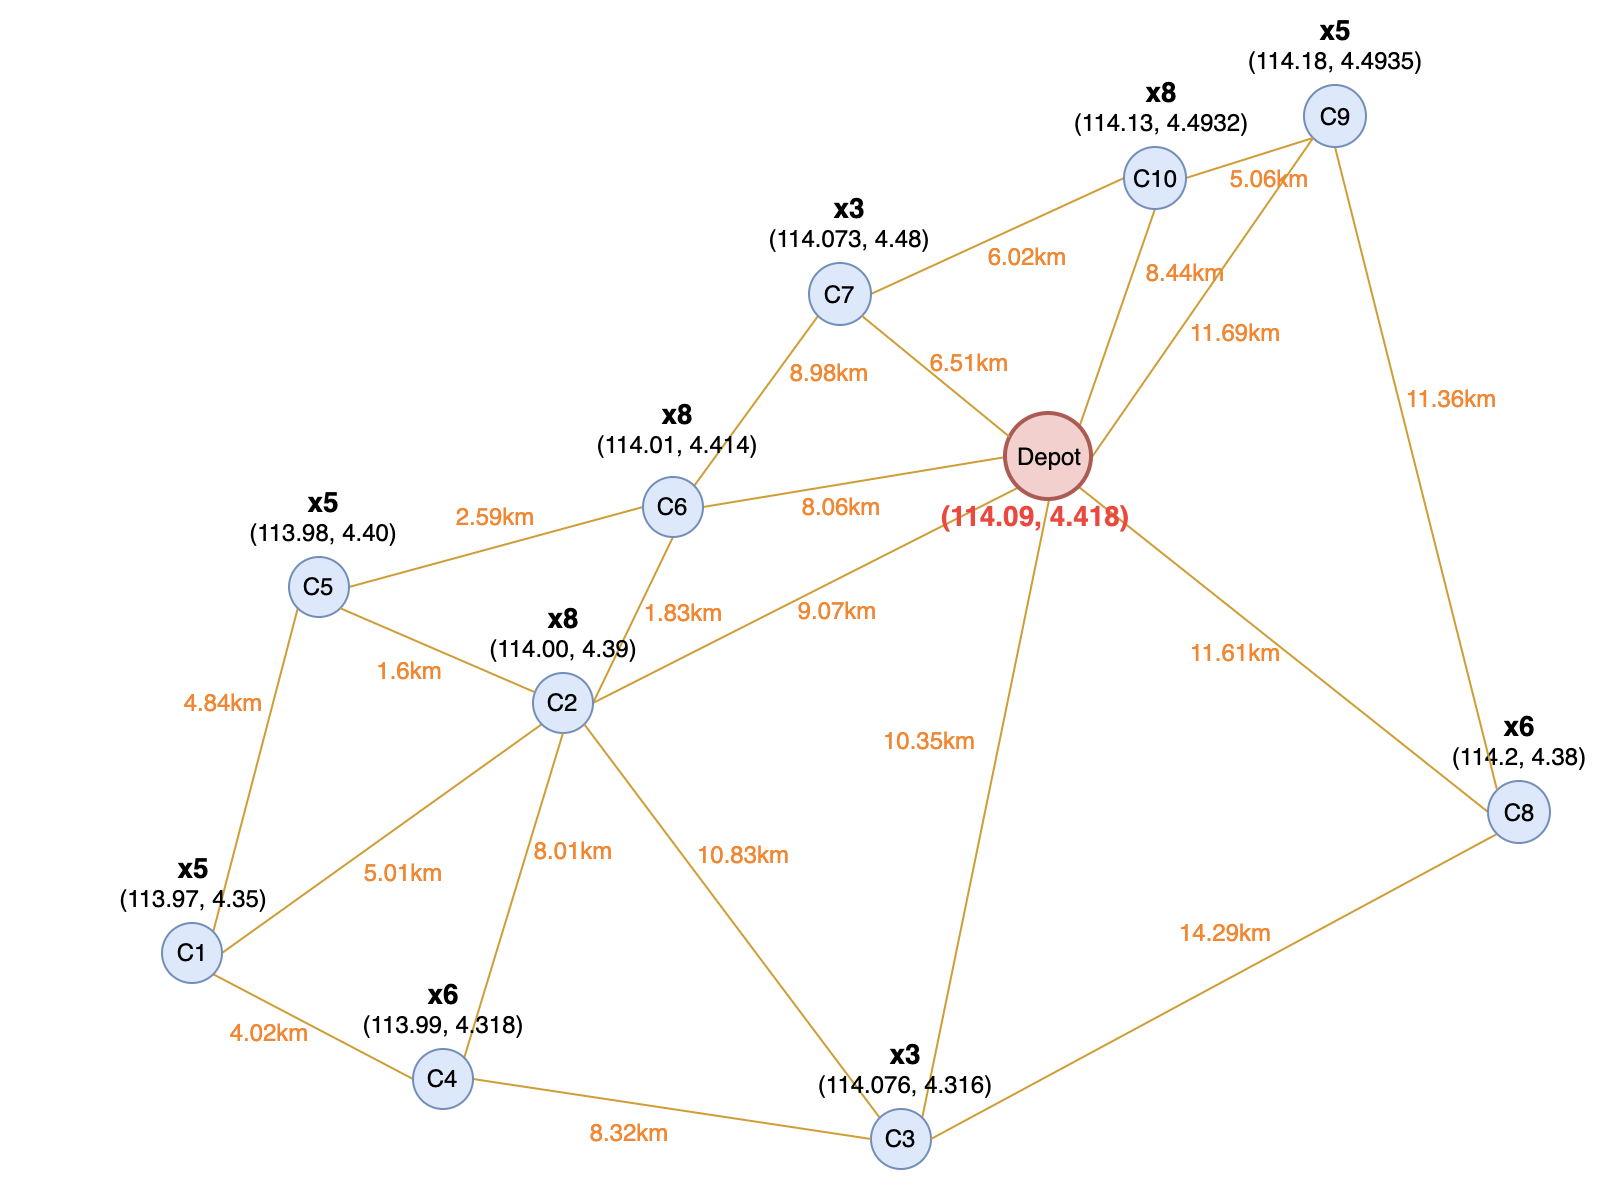 x5
(114.18, 4.4935)
C9
x8
(114.13, 4.4932)
C10
5.06km
x3
(114.073, 4.48)
C7
6.02km
8.44km
11.69km
8.98km
6.51km
11.36km
x8
(114.01, 4.414)
C6
Depot
(114.09, 4.418)
8.06km
x5
(113.98, 4.40)
C5
2.59km
x8
(114.00, 4.39)
C2
1.83km
9.07km
1.6km
11.61km
4.84km
10.35km
x6
(114.2, 4.38)
C8
x5
(113.97, 4.35)
C1
5.01km
8.01km
10.83km
14.29km
x6
(113.99, 4.318)
C4
4.02km
x3
(114.076, 4.316)
C3
8.32km